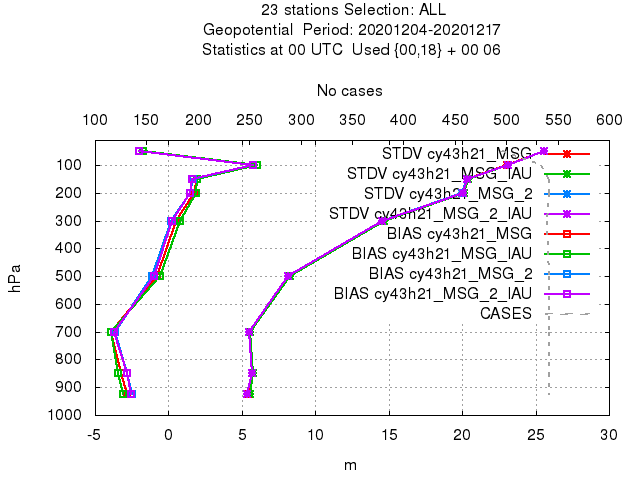 23 stations Selection: ALL
Geopotential  Period: 20201204-20201217
Statistics at 00 UTC  Used {00,18} + 00 06
No cases
100 150 200 250 300 350 400 450 500 550 600
STDV cy43h21_MSG
STDV cy43h21_MSG_IAU
STDV cy43h21_MSG_2
STDV cy43h21_MSG_2_IAU
BIAS cy43h21_MSG
BIAS cy43h21_MSG_IAU
BIAS cy43h21_MSG_2
BIAS cy43h21_MSG_2_IAU
CASES
hPa
100
200
300
400
500
600
700
800
900
1000
-5 0 5 10 15 20 25 30
m